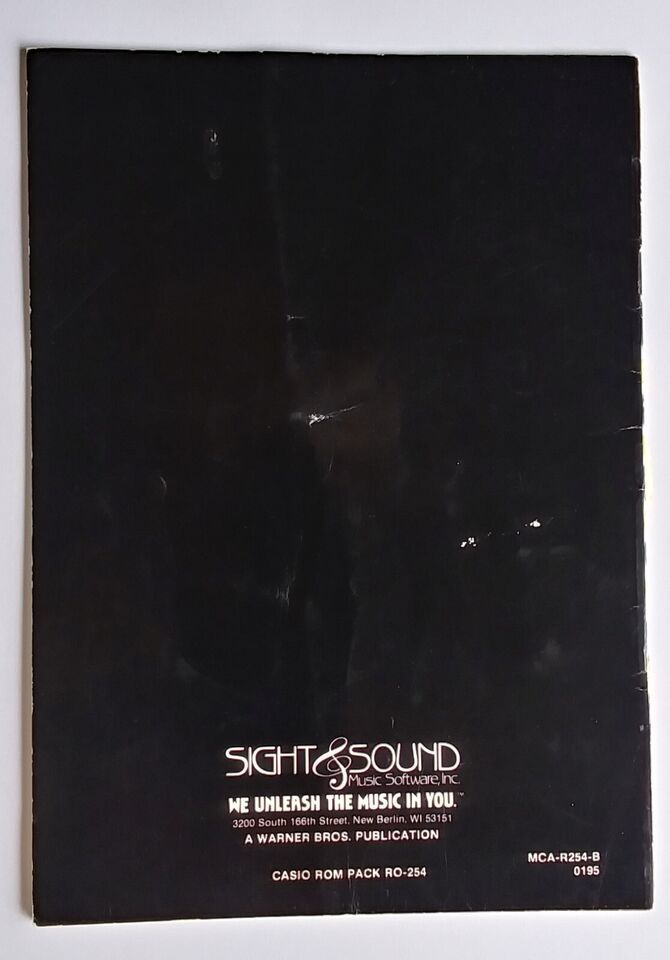 SIGHT & SOUND
Music Software, Inc.
WE UNLEASH THE MUSIC IN YOU.™
3200 South 166th Street, New Berlin, WI 53151
A WARNER BROS. PUBLICATION
MCA-R254-B
0195
CASIO ROM PACK RO-254